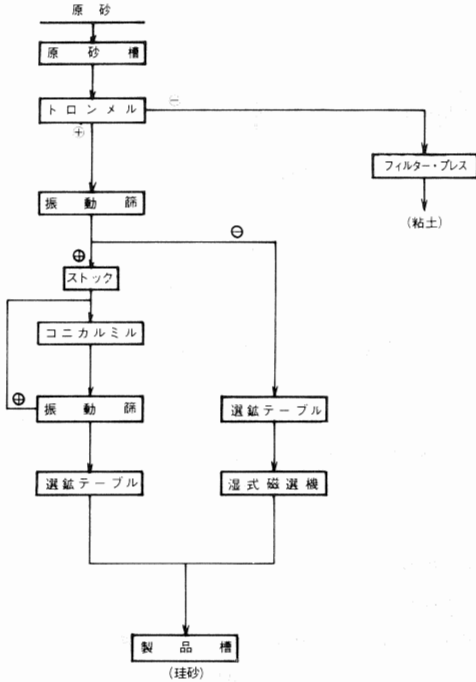 原砂
原砂槽
トロンメル
⊖
⊕
フィルター・プレス
(粘土)
振動篩
⊖
⊕
ストック
コニカルミル
⊕
振動篩
選鉱テーブル
選鉱テーブル
湿式磁選機
製品槽
(珪砂)